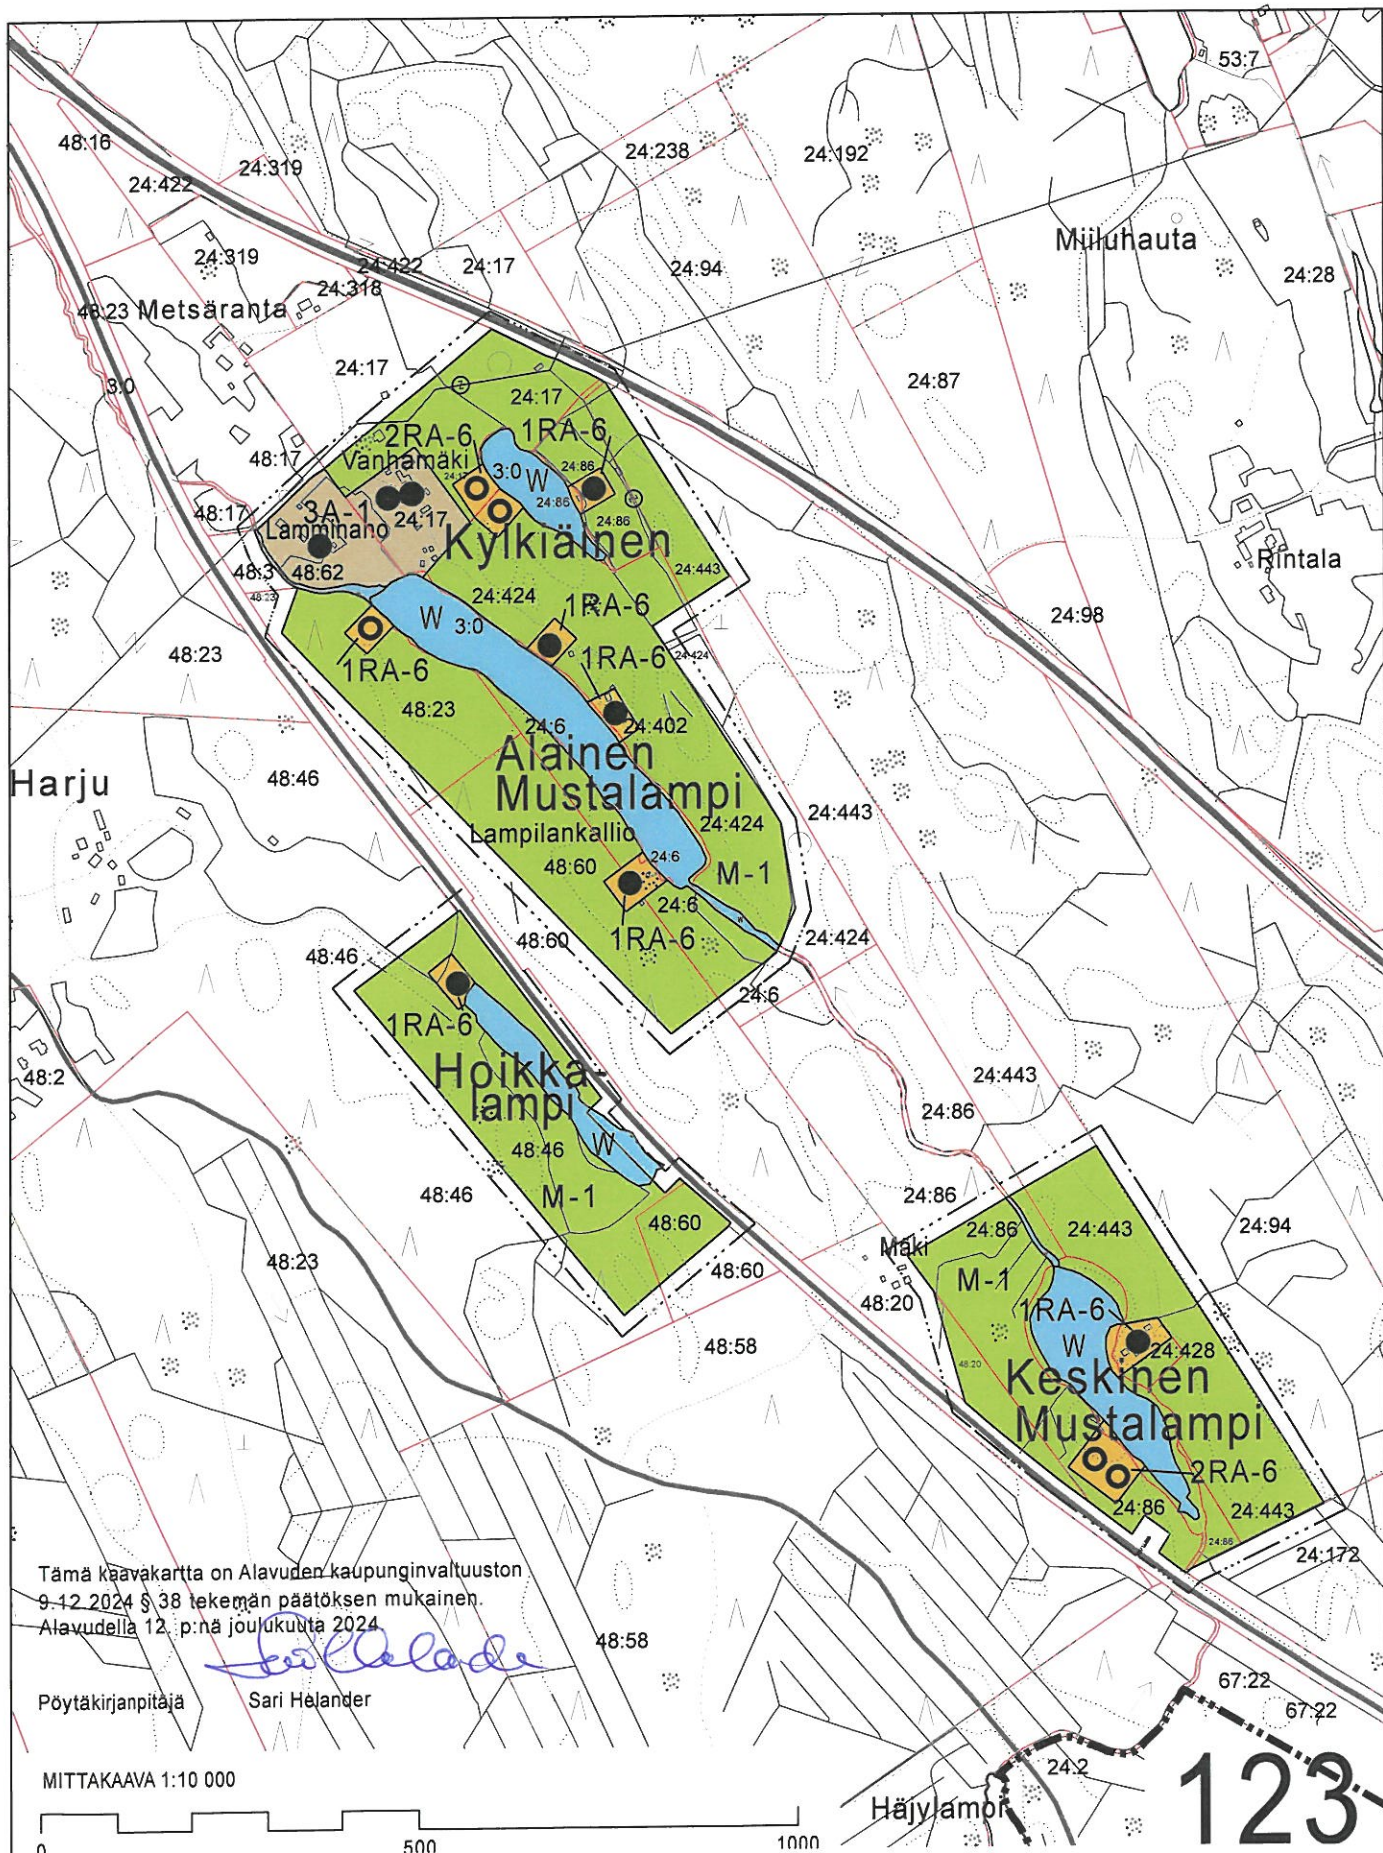 53:7
48:16
24:319
24:238
24:192
24:422
24:319
24:422
24:17
24:94
Miiluhauta
24:28
24:318
48:23
Metsäranta
24:17
24:87
3:0
24:17
2RA-6
1RA-6
48:17
Vanhamäki
24:17
3:0
W
24:86
24:86
48:17
3A-1
24:17
24:86
Lamminaho
Kylkiäinen
Rintala
48:3
48:62
24:443
48:23
24:424
1RA-6
24:98
W
3:0
48:23
1RA-6
24:424
1RA-6
48:23
24:6
24:402
Alainen
Mustalampi
Harju
48:46
24:443
24:424
Lampilankallio
48:60
24:6
M-1
24:6
W
1RA-6
48:60
24:424
48:46
24:6
1RA-6
Hoikka-
lampi
48:2
24:443
24:86
48:46
W
48:46
M-1
24:86
48:60
24:86
24:443
24:94
Mäki
48:23
48:60
M-1
48:20
1RA-6
W
24:428
48:58
48:20
Keskinen
Mustalampi
2RA-6
24:86
24:443
24:86
24:172
Tämä kaavakartta on Alavuden kaupunginvaltuuston
9.12.2024 § 38 tekemän päätöksen mukainen.
Alavudella 12. p:nä joulukuuta 2024
48:58
Pöytäkirjanpitäjä Sari Helander
67:22
67:22
24:2
MITTAKAAVA 1:10 000
Häjylampi
123
0 500 1000